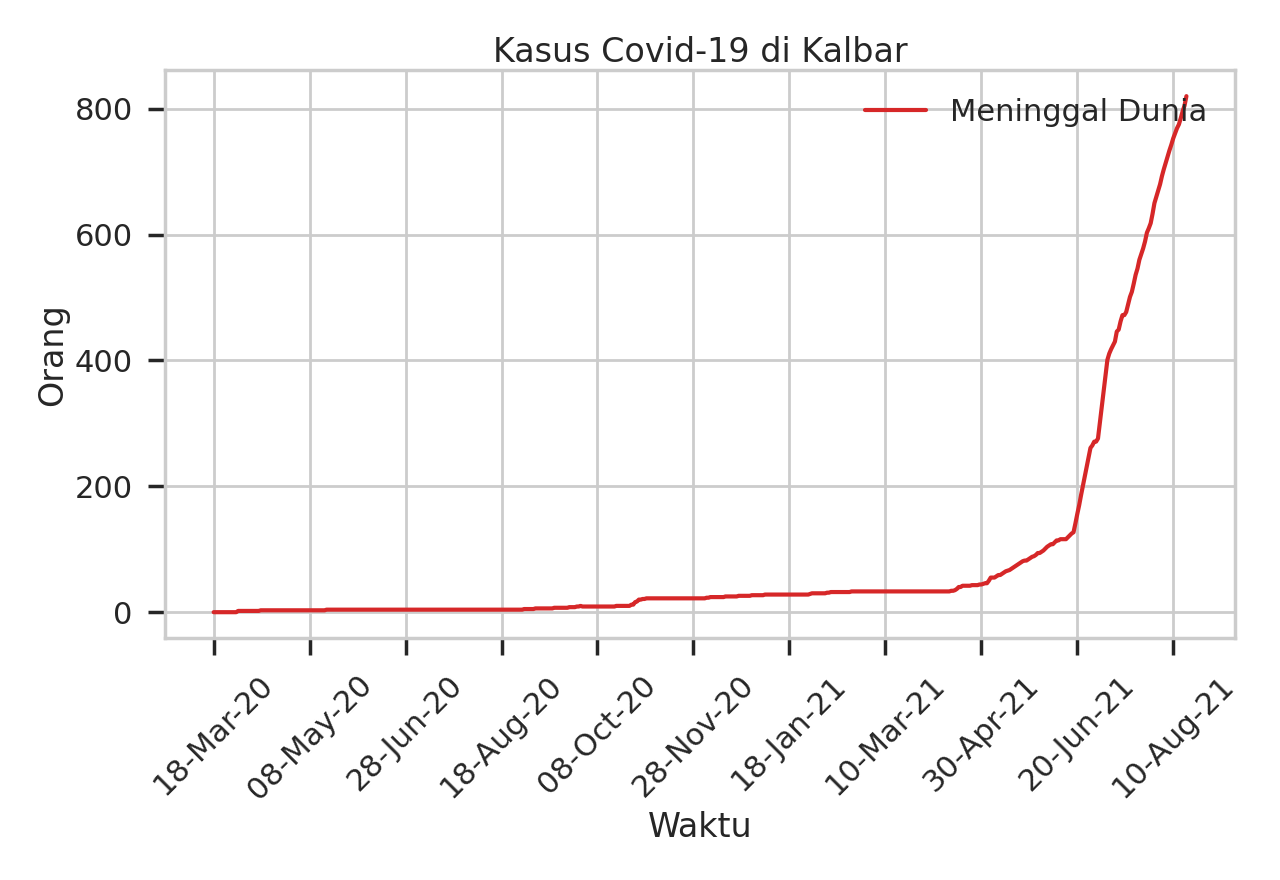 Kasus Covid-19 di Kalbar
Meninggal Dunia
Orang
800
600
400
200
0
18-Mar-20
08-May-20
28-Jun-20
18-Aug-20
08-Oct-20
28-Nov-20
18-Jan-21
10-Mar-21
30-Apr-21
20-Jun-21
10-Aug-21
Waktu